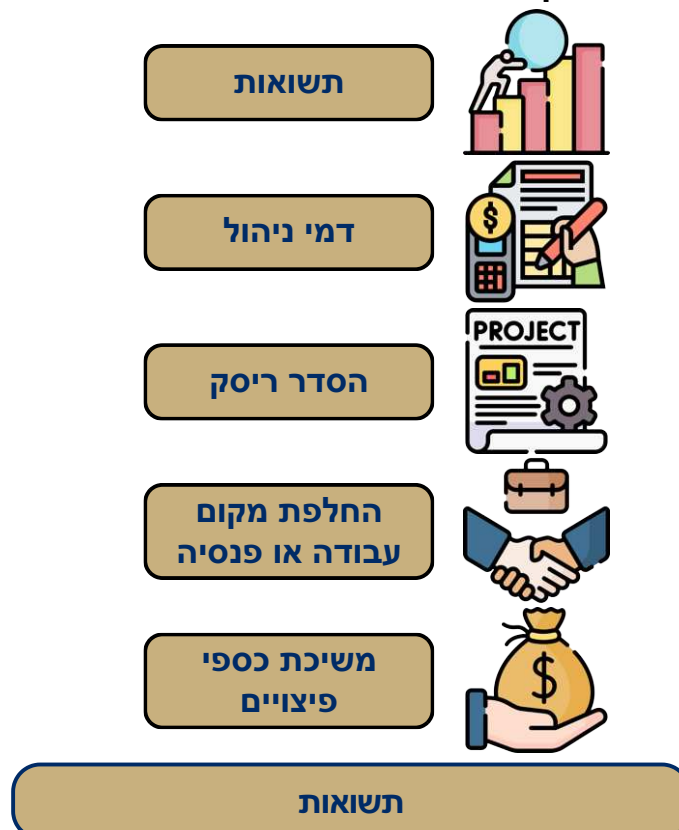 תשואות
דמי ניהול
PROJECT
הסדר ריסק
החלפת מקום
עבודה או פנסיה
משיכת כספי
פיצויים
תשואות